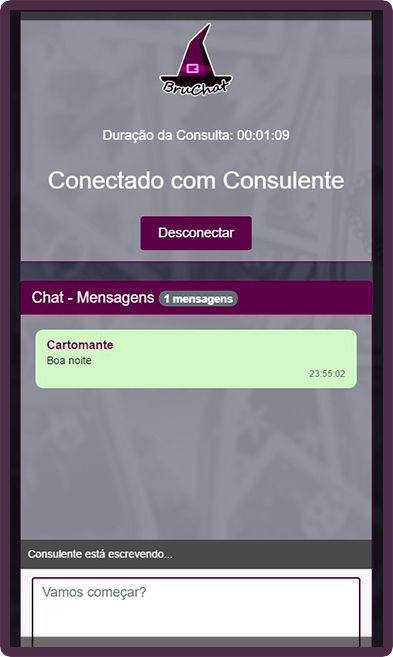 BruChat
Duração da Consulta: 00:01:09
Conectado com Consulente
Desconectar
Chat - Mensagens 1 mensagens
Cartomante
Boa noite
23:55:02
Consulente está escrevendo...
Vamos começar?